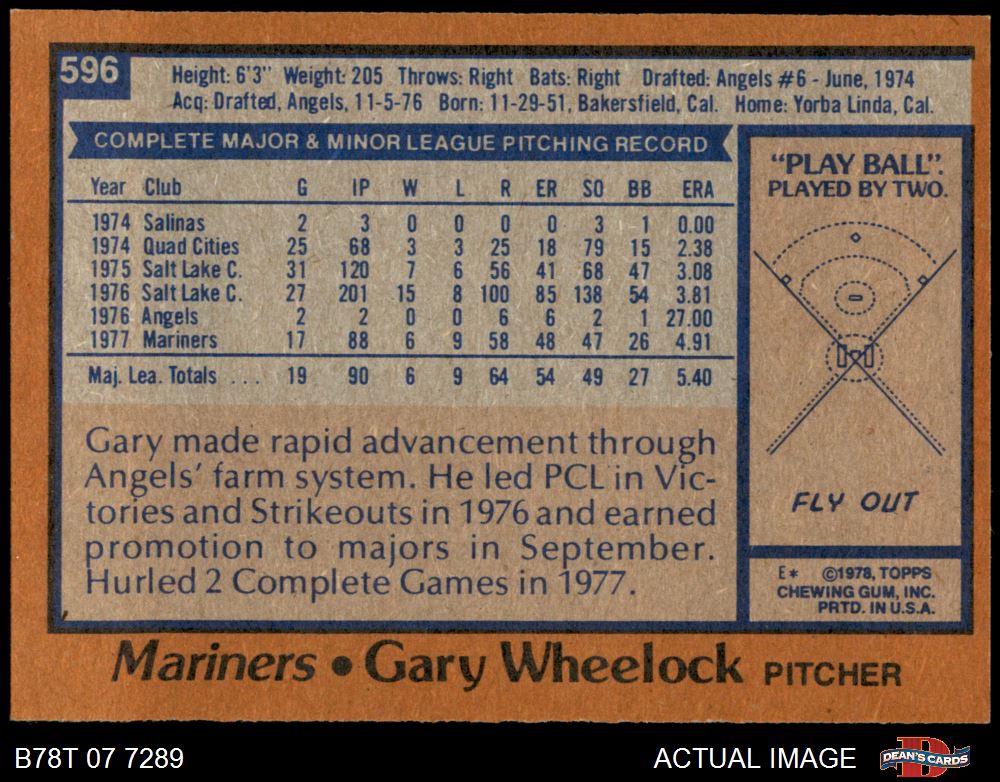 596
Height: 6'3" Weight: 205 Throws: Right Bats: Right Drafted: Angels #6 - June, 1974
Acq: Drafted, Angels, 11-5-76 Born: 11-29-51, Bakersfield, Cal. Home: Yorba Linda, Cal.
COMPLETE MAJOR & MINOR LEAGUE PITCHING RECORD
Year Club G IP W L R ER SO BB ERA
1974 Salinas 2 3 0 0 0 0 3 1 0.00
1974 Quad Cities 25 68 3 3 25 18 79 15 2.38
1975 Salt Lake C. 31 120 7 6 56 41 68 47 3.08
1976 Salt Lake C. 27 201 15 8 100 85 138 54 3.81
1976 Angels 2 2 0 0 6 6 2 1 27.00
1977 Mariners 17 88 6 9 58 48 47 26 4.91
Maj. Lea. Totals ... 19 90 6 9 64 54 49 27 5.40
Gary made rapid advancement through
Angels' farm system. He led PCL in Vic-
tories and Strikeouts in 1976 and earned
promotion to majors in September.
Hurled 2 Complete Games in 1977.
"PLAY BALL".
PLAYED BY TWO.
FLY OUT
E* ©1978, TOPPS
CHEWING GUM, INC.
PRTD. IN U.S.A.
Mariners • Gary Wheelock PITCHER
B78T 07 7289
ACTUAL IMAGE
DEAN'S CARDS